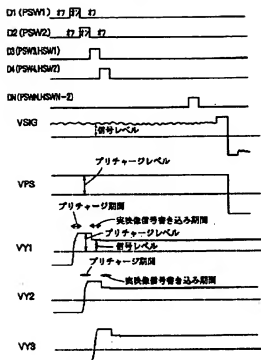 D1(PSW1) オフ オン オフ
D2(PSW2) オフ オン オフ
D3(PSW3,HSW1)
D4(PSW4,HSW2)
DN(PSWN,HSWN-2)
VSIG
信号レベル
プリチャージレベル
VPS
プリチャージ期間
実映像信号書き込み期間
プリチャージレベル
VY1
信号レベル
プリチャージ期間
実映像信号書き込み期間
VY2
VY3